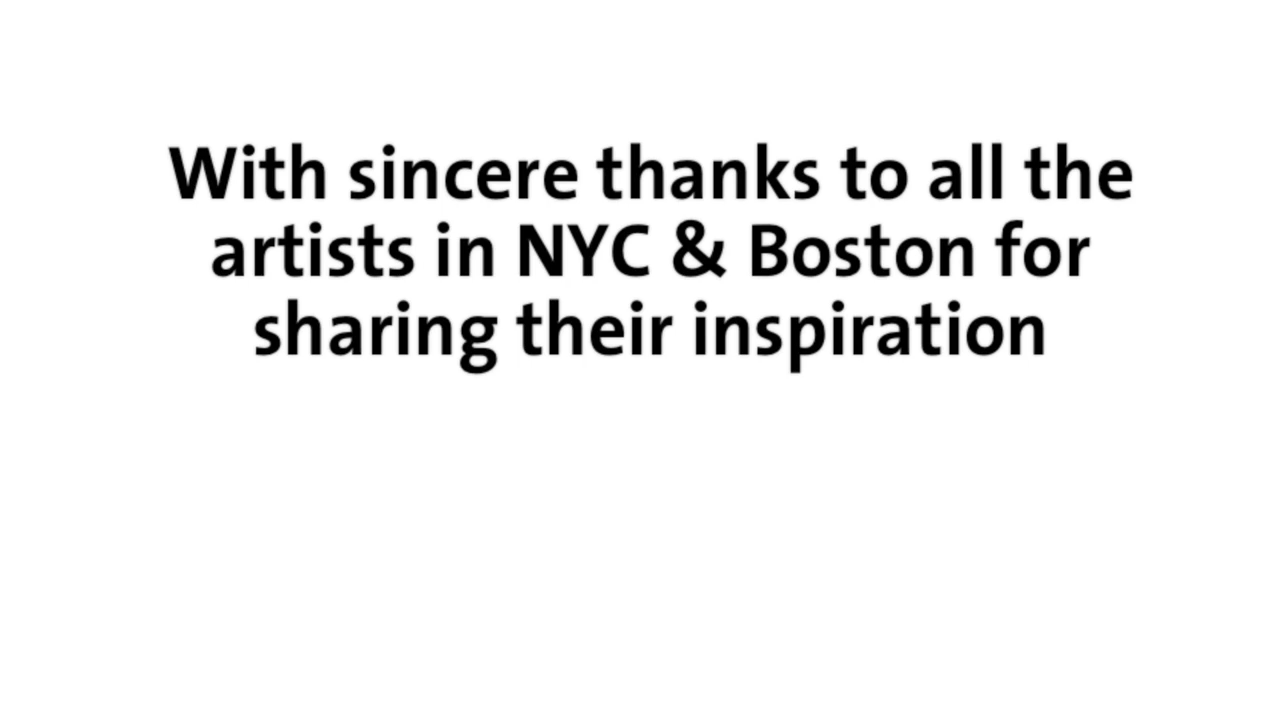 With sincere thanks to all the
artists in NYC & Boston for
sharing their inspiration